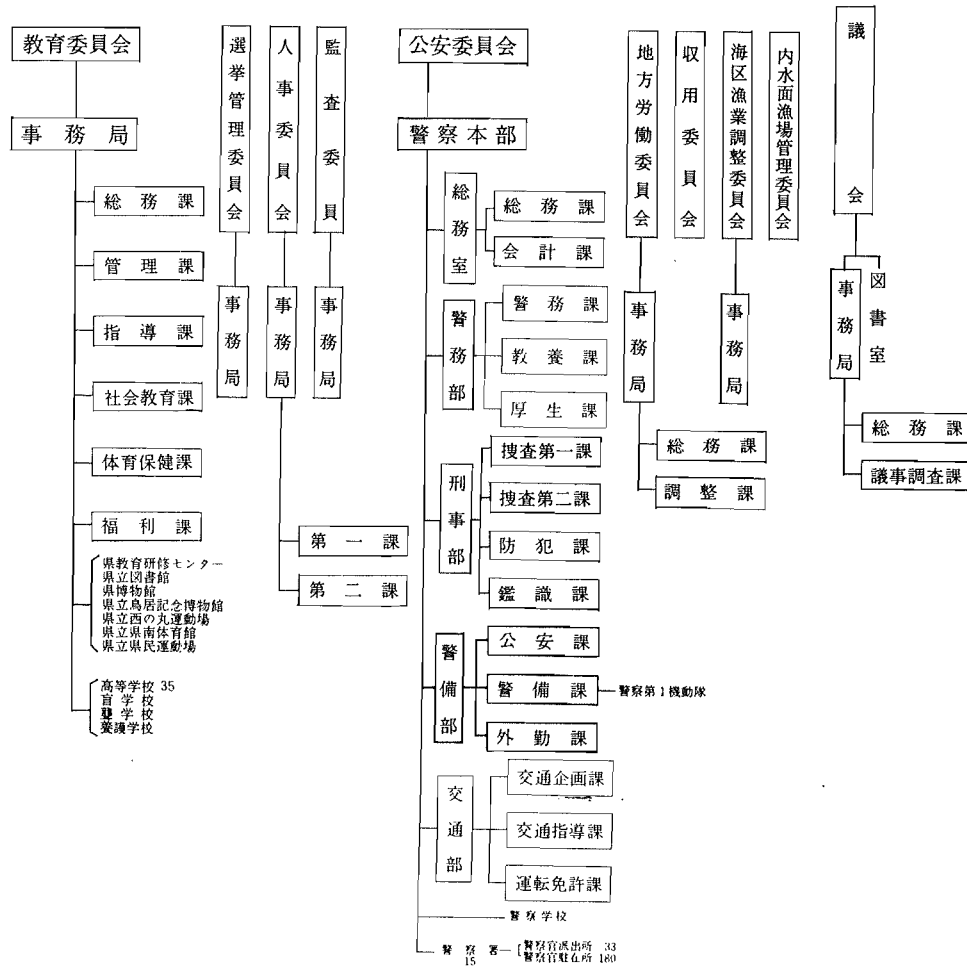 教育委員会
事務局
総務課
管理課
指導課
社会教育課
体育保健課
福利課
県教育研修センター
県立図書館
県博物館
県立鳥居記念博物館
県立西の丸運動場
県立県南体育館
県立県民運動場
高等学校 35
盲学校
聾学校
養護学校
選挙管理委員会
事務局
人事委員会
事務局
第一課
第二課
監査委員
事務局
公安委員会
警察本部
総務室
総務課
会計課
警務部
警務課
教養課
厚生課
刑事部
捜査第一課
捜査第二課
防犯課
鑑識課
警備部
公安課
警備課
警察第1機動隊
外勤課
交通部
交通企画課
交通指導課
運転免許課
警察学校
警察署
15
警察官派出所 33
警察官駐在所 180
地方労働委員会
事務局
総務課
調整課
収用委員会
海区漁業調整委員会
事務局
内水面漁場管理委員会
議会
事務局
図書室
総務課
議事調査課